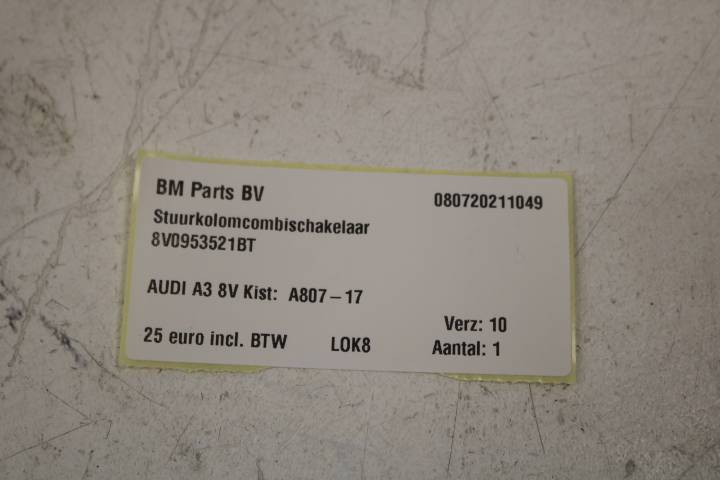 BM Parts BV 080720211049
Stuurkolomcombischakelaar
8V0953521BT
AUDI A3 8V Kist: A807-17
Verz: 10
25 euro incl. BTW LOK8 Aantal: 1